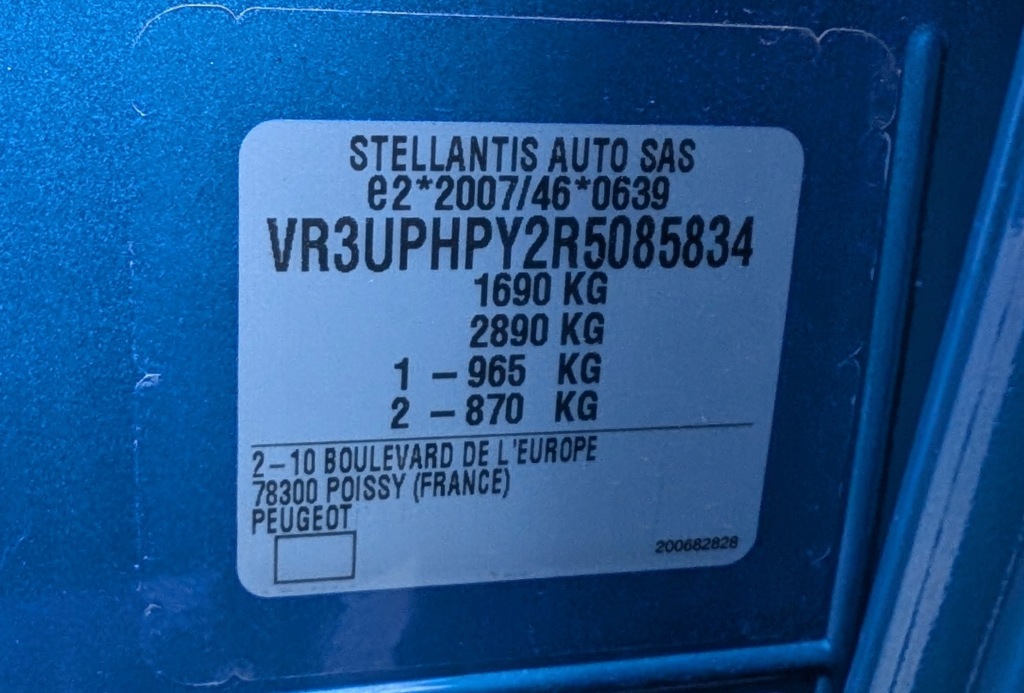 STELLANTIS AUTO SAS
e2*2007/46*0639
VR3UPHPY2R5085834
1690 KG
2890 KG
1 – 965 KG
2 – 870 KG
2–10 BOULEVARD DE L'EUROPE
78300 POISSY (FRANCE)
PEUGEOT
200682828